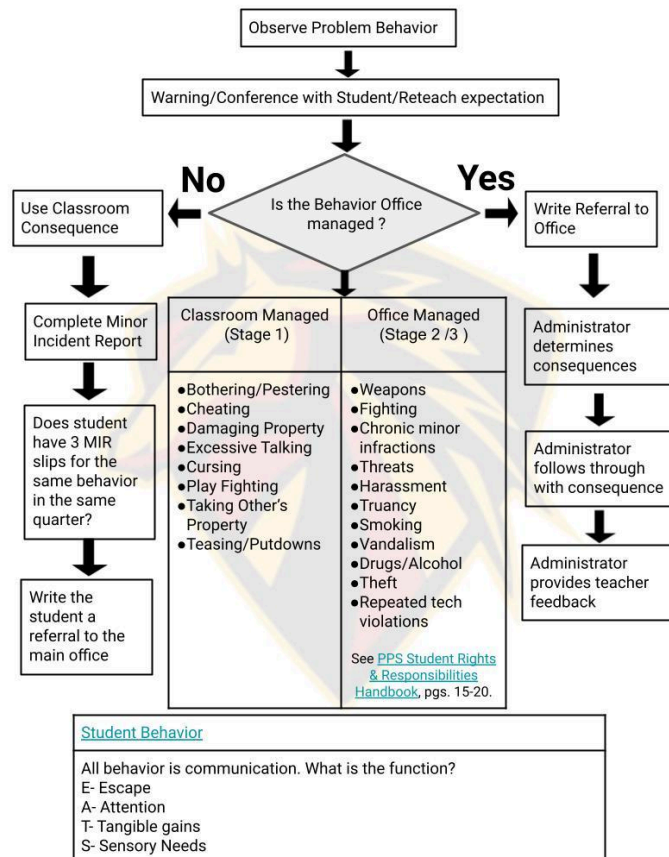 Observe Problem Behavior
Warning/Conference with Student/Reteach expectation
No
Yes
Is the Behavior Office
managed ?
Use Classroom
Consequence
Complete Minor
Incident Report
Does student
have 3 MIR
slips for the
same behavior
in the same
quarter?
Write the
student a
referral to the
main office
Classroom Managed
(Stage 1)
●Bothering/Pestering
●Cheating
●Damaging Property
●Excessive Talking
●Cursing
●Play Fighting
●Taking Other's
Property
●Teasing/Putdowns
Office Managed
(Stage 2 /3 )
●Weapons
●Fighting
●Chronic minor
infractions
●Threats
●Harassment
●Truancy
●Smoking
●Vandalism
●Drugs/Alcohol
●Theft
●Repeated tech
violations
See PPS Student Rights
& Responsibilities
Handbook, pgs. 15-20.
Write Referral to
Office
Administrator
determines
consequences
Administrator
follows through
with consequence
Administrator
provides teacher
feedback
Student Behavior
All behavior is communication. What is the function?
E- Escape
A- Attention
T- Tangible gains
S- Sensory Needs